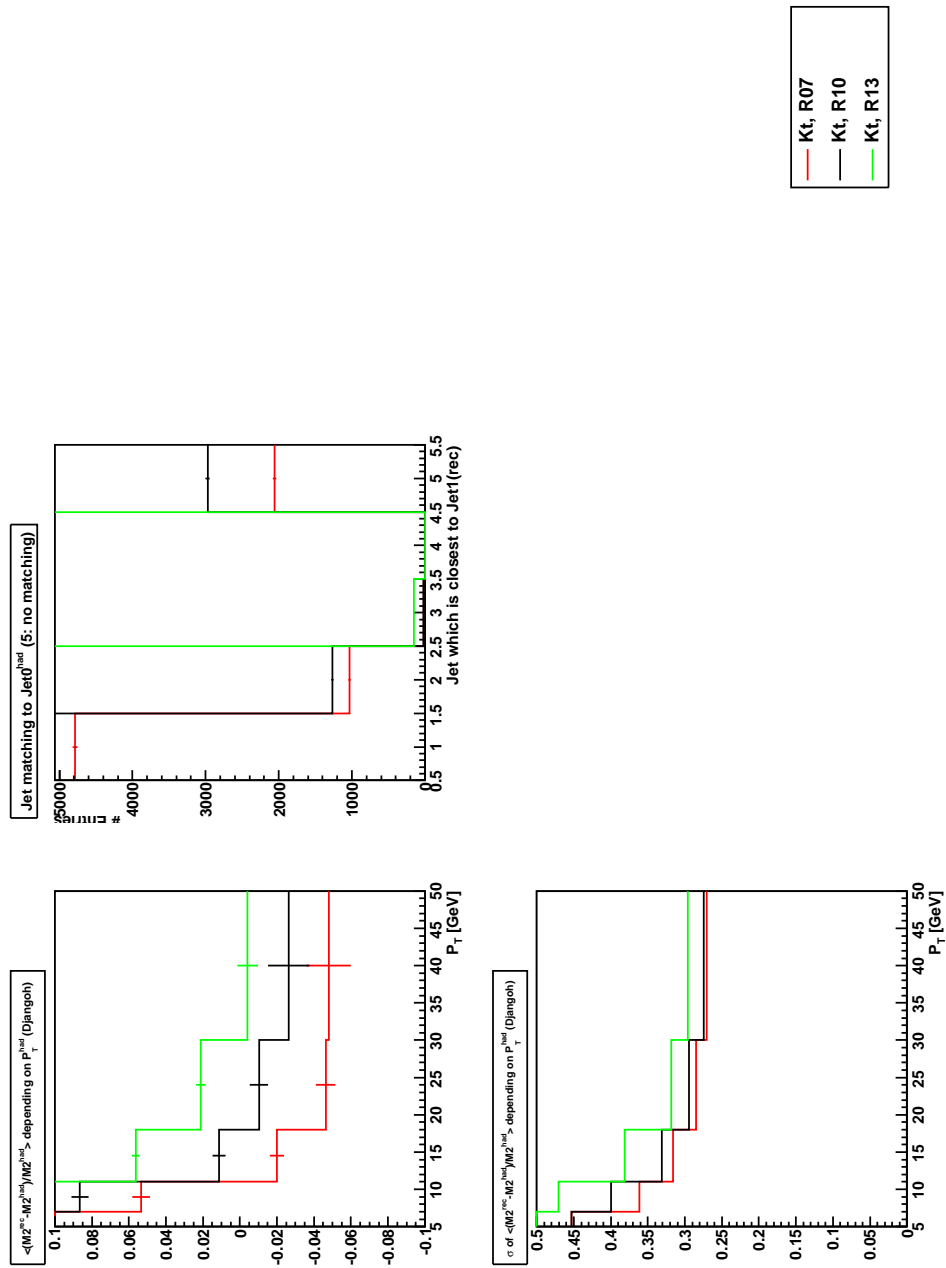 <(M2^rec-M2^had)/M2^had> depending on P_T^had (Djangoh)
0.1
0.08
0.06
0.04
0.02
0
-0.02
-0.04
-0.06
-0.08
-0.1
5 10 15 20 25 30 35 40 45 50
P_T [GeV]
Jet matching to Jet0^had (5: no matching)
# Entries
5000
4000
3000
2000
1000
0
0.5 1 1.5 2 2.5 3 3.5 4 4.5 5 5.5
Jet which is closest to Jet1(rec)
σ of <(M2^rec-M2^had)/M2^had> depending on P_T^had (Djangoh)
0.5
0.45
0.4
0.35
0.3
0.25
0.2
0.15
0.1
0.05
0
5 10 15 20 25 30 35 40 45 50
P_T [GeV]
Kt, R07
Kt, R10
Kt, R13